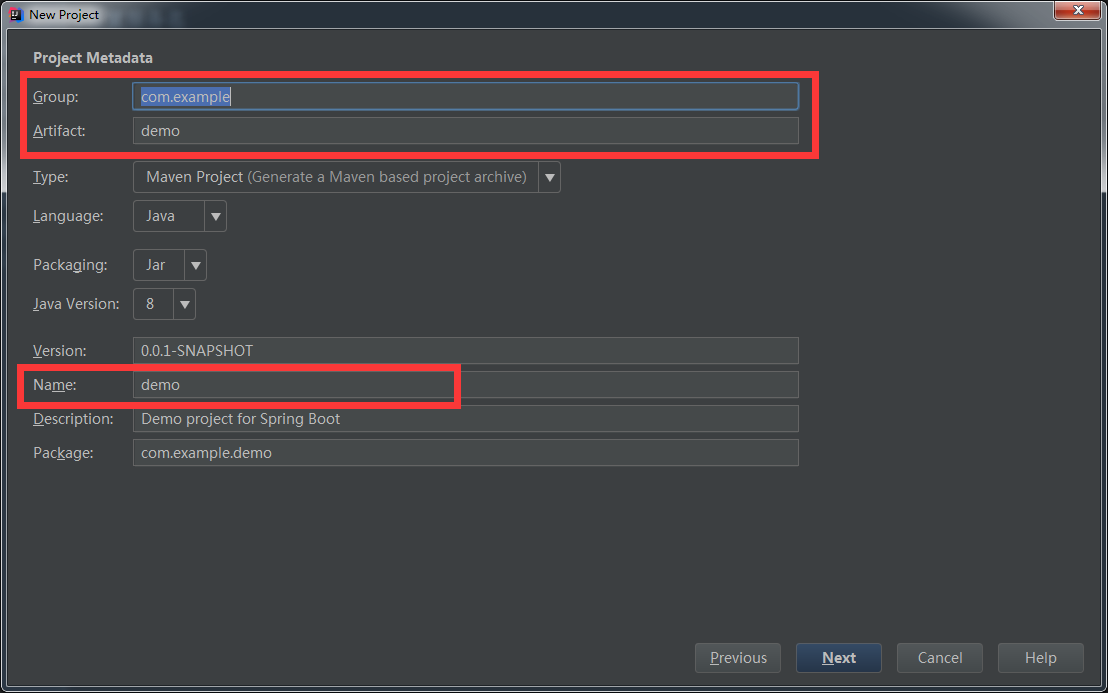 New Project
Project Metadata
Group: com.example
Artifact: demo
Type: Maven Project (Generate a Maven based project archive)
Language: Java
Packaging: Jar
Java Version: 8
Version: 0.0.1-SNAPSHOT
Name: demo
Description: Demo project for Spring Boot
Package: com.example.demo
Previous Next Cancel Help